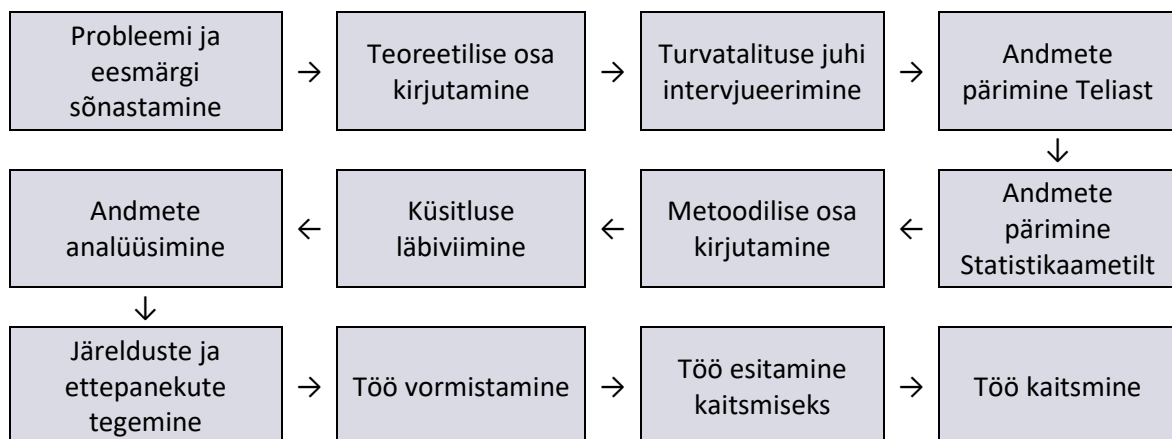 Probleemi ja
eesmärgi
sõnastamine
→
Teoreetilise osa
kirjutamine
→
Turvatalituse juhi
intervjueerimine
→
Andmete
pärimine Teliast
↓
Andmete
pärimine
Statistikaametilt
←
Metoodilise osa
kirjutamine
←
Küsitluse
läbiviimine
←
Andmete
analüüsimine
↓
Järelduste ja
ettepanekute
tegemine
→
Töö vormistamine
→
Töö esitamine
kaitsmiseks
→
Töö kaitsmine